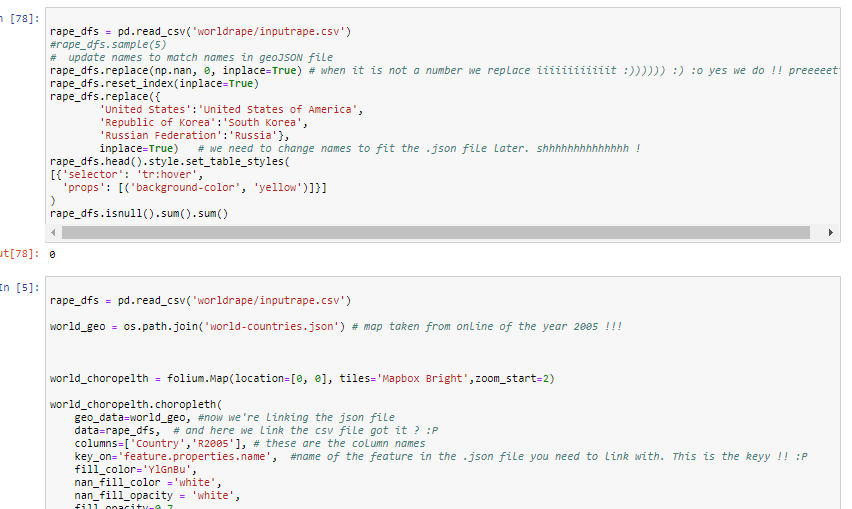 n [78]:
rape_dfs = pd.read_csv('worldrape/inputrape.csv')
#rape_dfs.sample(5)
#  update names to match names in geoJSON file
rape_dfs.replace(np.nan, 0, inplace=True) # when it is not a number we replace iiiiiiiiiiit :)))))) :) :o yes we do !! preeeeet
rape_dfs.reset_index(inplace=True)
rape_dfs.replace({
        'United States':'United States of America',
        'Republic of Korea':'South Korea',
        'Russian Federation':'Russia'},
        inplace=True)   # we need to change names to fit the .json file later. shhhhhhhhhhhhhh !
rape_dfs.head().style.set_table_styles(
[{'selector': 'tr:hover',
  'props': [('background-color', 'yellow')]}]
)
rape_dfs.isnull().sum().sum()
ut[78]: 0
In [5]:
rape_dfs = pd.read_csv('worldrape/inputrape.csv')
world_geo = os.path.join('world-countries.json') # map taken from online of the year 2005 !!!
world_choropelth = folium.Map(location=[0, 0], tiles='Mapbox Bright',zoom_start=2)
world_choropelth.choropleth(
    geo_data=world_geo, #now we're linking the json file
    data=rape_dfs,  # and here we link the csv file got it ? :P
    columns=['Country','R2005'], # these are the column names
    key_on='feature.properties.name',  #name of the feature in the .json file you need to link with. This is the keyy !! :P
    fill_color='YlGnBu',
    nan_fill_color ='white',
    nan_fill_opacity = 'white',
    fill_opacity=0.7